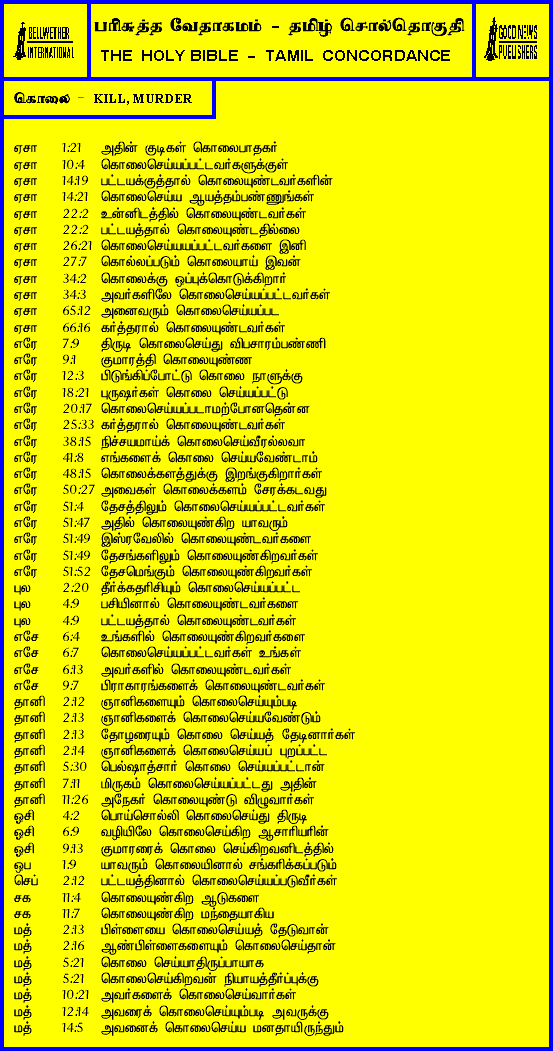 BELLWETHER
INTERNATIONAL
பரிசுத்த வேதாகமம் - தமிழ் சொல்தொகுதி
THE HOLY BIBLE - TAMIL CONCORDANCE
GOOD NEWS
PUBLISHERS
கொலை - KILL, MURDER
ஏசா 1:21 அதின் குடிகள் கொலைபாதகர்
ஏசா 10:4 கொலைசெய்யப்பட்டவர்களுக்குள்
ஏசா 14:19 பட்டயக்குத்தால் கொலையுண்டவர்களின்
ஏசா 14:21 கொலைசெய்ய ஆயத்தம்பண்ணுங்கள்
ஏசா 22:2 உன்னிடத்தில் கொலையுண்டவர்கள்
ஏசா 22:2 பட்டயத்தால் கொலையுண்டதில்லை
ஏசா 26:21 கொலைசெய்யயப்பட்டவர்களை இனி
ஏசா 27:7 கொல்லப்படும் கொலையாய் இவன்
ஏசா 34:2 கொலைக்கு ஒப்புக்கொடுக்கிறார்
ஏசா 34:3 அவர்களிலே கொலைசெய்யப்பட்டவர்கள்
ஏசா 65:12 அனைவரும் கொலைசெய்யப்பட
ஏசா 66:16 கர்த்தரால் கொலையுண்டவர்கள்
எரே 7:9 திருடி கொலைசெய்து விபசாரம்பண்ணி
எரே 9:1 குமாரத்தி கொலையுண்ண
எரே 12:3 பிடுங்கிப்போட்டு கொலை நாளுக்கு
எரே 18:21 புருஷர்கள் கொலை செய்யப்பட்டு
எரே 20:17 கொலைசெய்யப்படாமற்போனதென்ன
எரே 25:33 கர்த்தரால் கொலையுண்டவர்கள்
எரே 38:15 நிச்சயமாய்க் கொலைசெய்வீரல்லவா
எரே 41:8 எங்களைக் கொலை செய்யவேண்டாம்
எரே 48:15 கொலைக்களத்துக்கு இறங்குகிறார்கள்
எரே 50:27 அவைகள் கொலைக்களம் சேரக்கடவது
எரே 51:4 தேசத்திலும் கொலைசெய்யப்பட்டவர்கள்
எரே 51:47 அதில் கொலையுண்கிற யாவரும்
எரே 51:49 இஸ்ரவேலில் கொலையுண்டவர்களை
எரே 51:49 தேசங்களிலும் கொலையுண்கிறவர்கள்
எரே 51:52 தேசமெங்கும் கொலையுண்கிறவர்கள்
புல 2:20 தீர்க்கதரிசியும் கொலைசெய்யப்பட்ட
புல 4:9 பசியினால் கொலையுண்டவர்களை
புல 4:9 பட்டயத்தால் கொலையுண்டவர்கள்
எசே 6:4 உங்களில் கொலையுண்கிறவர்களை
எசே 6:7 கொலைசெய்யப்பட்டவர்கள் உங்கள்
எசே 6:13 அவர்களில் கொலையுண்டவர்கள்
எசே 9:7 பிராகாரங்களைக் கொலையுண்டவர்கள்
தானி 2:12 ஞானிகளையும் கொலைசெய்யும்படி
தானி 2:13 ஞானிகளைக் கொலைசெய்யவேண்டும்
தானி 2:13 தோழரையும் கொலை செய்யத் தேடினார்கள்
தானி 2:14 ஞானிகளைக் கொலைசெய்யப் புறப்பட்ட
தானி 5:30 பெல்ஷாத்சார் கொலை செய்யப்பட்டான்
தானி 7:11 மிருகம் கொலைசெய்யப்பட்டது அதின்
தானி 11:26 அநேகர் கொலையுண்டு விழுவார்கள்
ஓசி 4:2 பொய்சொல்லி கொலைசெய்து திருடி
ஓசி 6:9 வழியிலே கொலைசெய்கிற ஆசாரியரின்
ஓசி 9:13 குமாரரைக் கொலை செய்கிறவனிடத்தில்
ஒப 1:9 யாவரும் கொலையினால் சங்கரிக்கப்படும்
செப் 2:12 பட்டயத்தினால் கொலைசெய்யப்படுவீர்கள்
சக 11:4 கொலையுண்கிற ஆடுகளை
சக 11:7 கொலையுண்கிற மந்தையாகிய
மத் 2:13 பிள்ளையை கொலைசெய்யத் தேடுவான்
மத் 2:16 ஆண்பிள்ளைகளையும் கொலைசெய்தான்
மத் 5:21 கொலை செய்யாதிருப்பாயாக
மத் 5:21 கொலைசெய்கிறவன் நியாயத்தீர்ப்புக்கு
மத் 10:21 அவர்களைக் கொலைசெய்வார்கள்
மத் 12:14 அவரைக் கொலைசெய்யும்படி அவருக்கு
மத் 14:5 அவனைக் கொலைசெய்ய மனதாயிருந்தும்